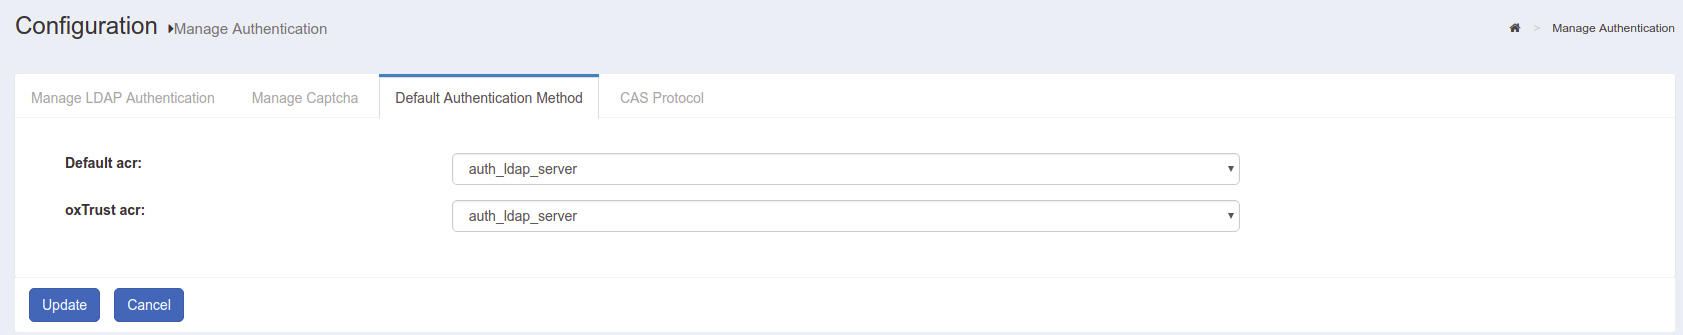 Configuration Manage Authentication
> Manage Authentication
Manage LDAP Authentication Manage Captcha Default Authentication Method CAS Protocol
Default acr: auth_ldap_server
oxTrust acr: auth_ldap_server
Update Cancel